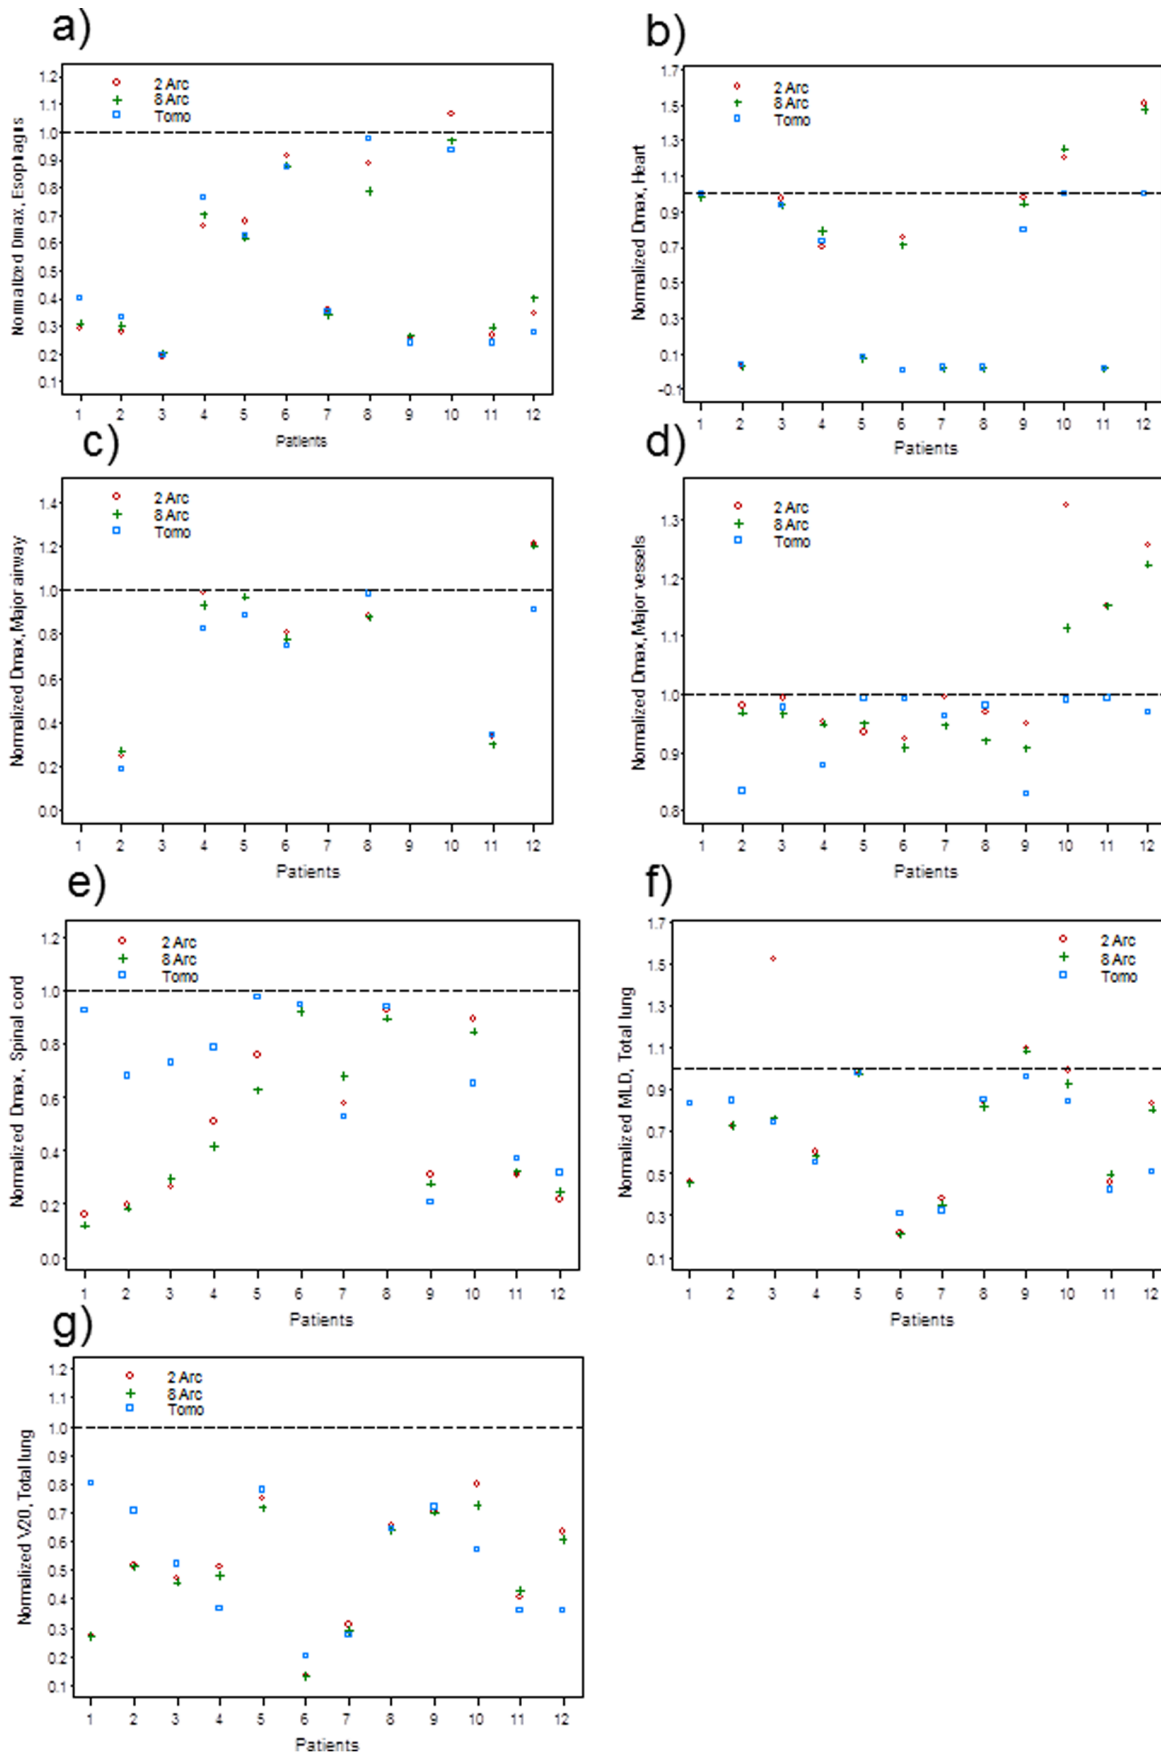 a)
Normalized Dmax, Esophagus
1.2
1.1
1.0
0.9
0.8
0.7
0.6
0.5
0.4
0.3
0.2
0.1
2 Arc
8 Arc
Tomo
1 2 3 4 5 6 7 8 9 10 11 12
Patients
b)
Normalized Dmax, Heart
1.7
1.5
1.3
1.1
0.9
0.7
0.5
0.3
0.1
-0.1
2 Arc
8 Arc
Tomo
1 2 3 4 5 6 7 8 9 10 11 12
Patients
c)
Normalized Dmax, Major airway
1.4
1.2
1.0
0.8
0.6
0.4
0.2
0.0
2 Arc
8 Arc
Tomo
1 2 3 4 5 6 7 8 9 10 11 12
Patients
d)
Normalized Dmax, Major vessels
1.3
1.2
1.1
1.0
0.9
0.8
2 Arc
8 Arc
Tomo
1 2 3 4 5 6 7 8 9 10 11 12
Patients
e)
Normalized Dmax, Spinal cord
1.2
1.0
0.8
0.6
0.4
0.2
0.0
2 Arc
8 Arc
Tomo
1 2 3 4 5 6 7 8 9 10 11 12
Patients
f)
Normalized MLD, Total lung
1.7
1.5
1.3
1.1
0.9
0.7
0.5
0.3
0.1
2 Arc
8 Arc
Tomo
1 2 3 4 5 6 7 8 9 10 11 12
Patients
g)
Normalized V20, Total lung
1.2
1.1
1.0
0.9
0.8
0.7
0.6
0.5
0.4
0.3
0.2
0.1
2 Arc
8 Arc
Tomo
1 2 3 4 5 6 7 8 9 10 11 12
Patients